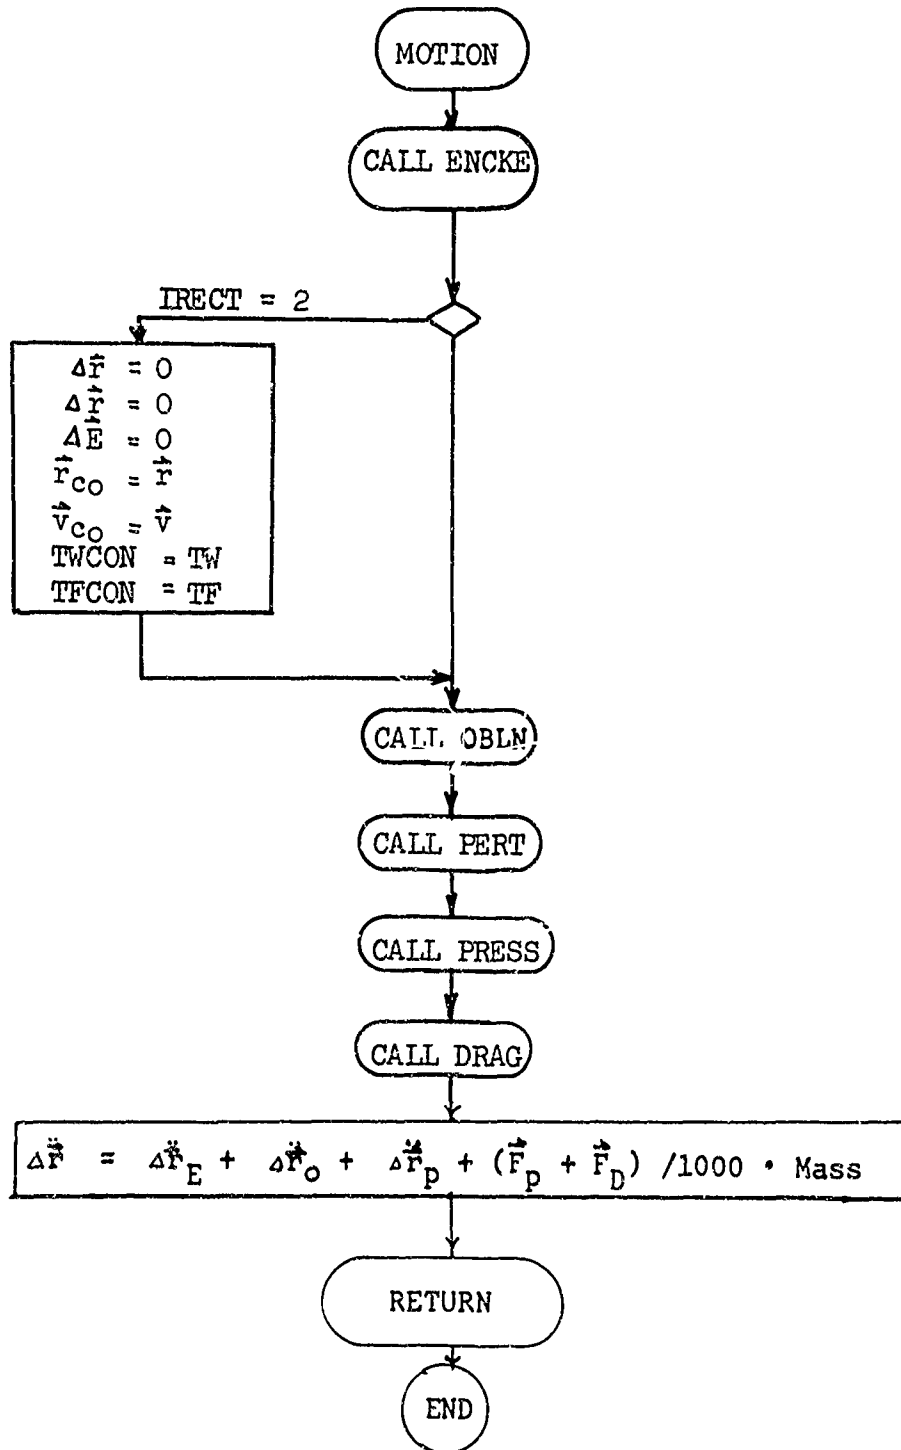 MOTION
CALL ENCKE
IRECT = 2
Δr⃗ = 0
Δṙ⃗ = 0
ΔE⃗ = 0
r⃗co = r⃗
v⃗co = v⃗
TWCON = TW
TFCON = TF
CALL OBLN
CALL PERT
CALL PRESS
CALL DRAG
Δr̈⃗ = Δr̈⃗E + Δr̈⃗o + Δr̈⃗p + (F⃗p + F⃗D) /1000 · Mass
RETURN
END